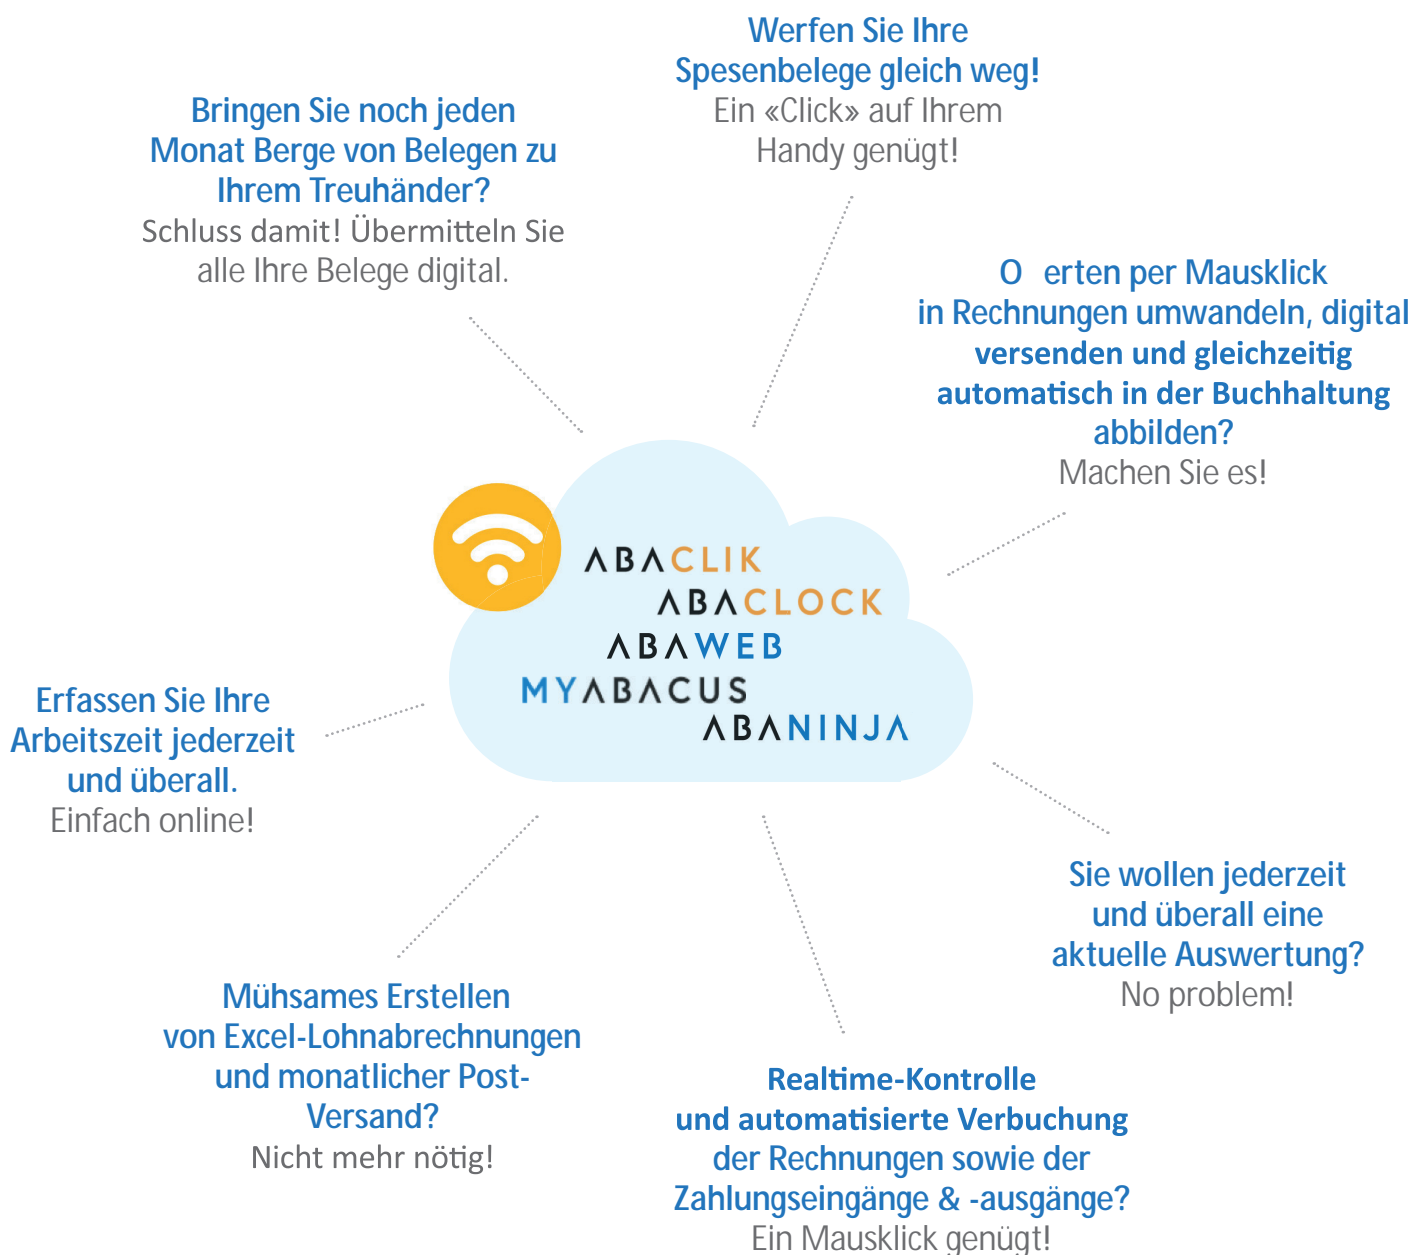 Werfen Sie Ihre
Spesenbelege gleich weg!
Ein «Click» auf Ihrem
Handy genügt!
Bringen Sie noch jeden
Monat Berge von Belegen zu
Ihrem Treuhänder?
Schluss damit! Übermitteln Sie
alle Ihre Belege digital.
O erten per Mausklick
in Rechnungen umwandeln, digital
versenden und gleichzeitig
automatisch in der Buchhaltung
abbilden?
Machen Sie es!
ABACLIK
ABACLOCK
ABAWEB
MYABACUS
ABANINJA
Erfassen Sie Ihre
Arbeitszeit jederzeit
und überall.
Einfach online!
Sie wollen jederzeit
und überall eine
aktuelle Auswertung?
No problem!
Mühsames Erstellen
von Excel-Lohnabrechnungen
und monatlicher Post-
Versand?
Nicht mehr nötig!
Realtime-Kontrolle
und automatisierte Verbuchung
der Rechnungen sowie der
Zahlungseingänge & -ausgänge?
Ein Mausklick genügt!